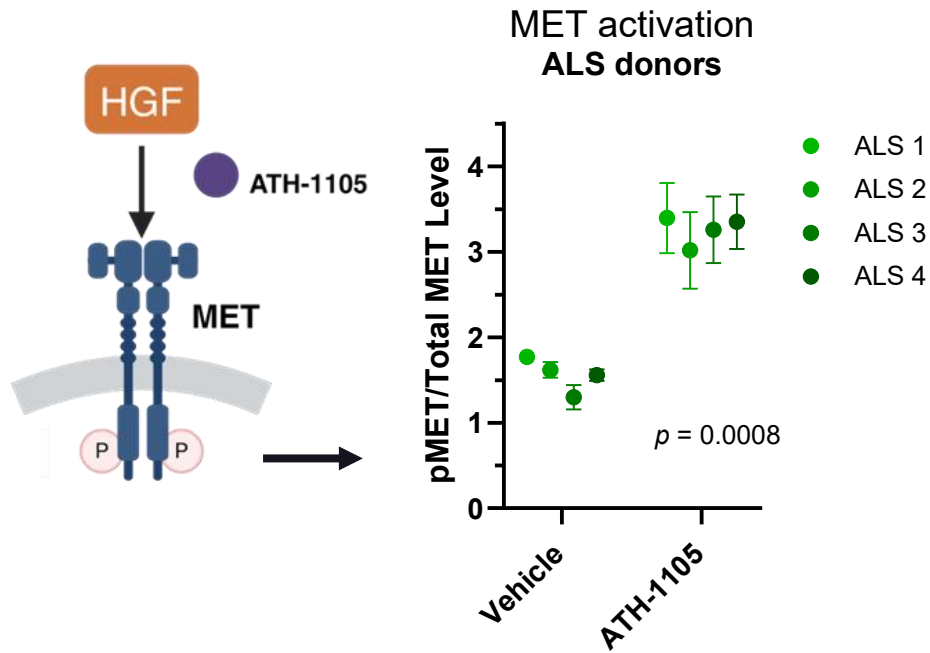 MET activation
ALS donors
HGF
ATH-1105
MET
P
P
pMET/Total MET Level
4
3
2
1
0
p = 0.0008
Vehicle
ATH-1105
ALS 1
ALS 2
ALS 3
ALS 4